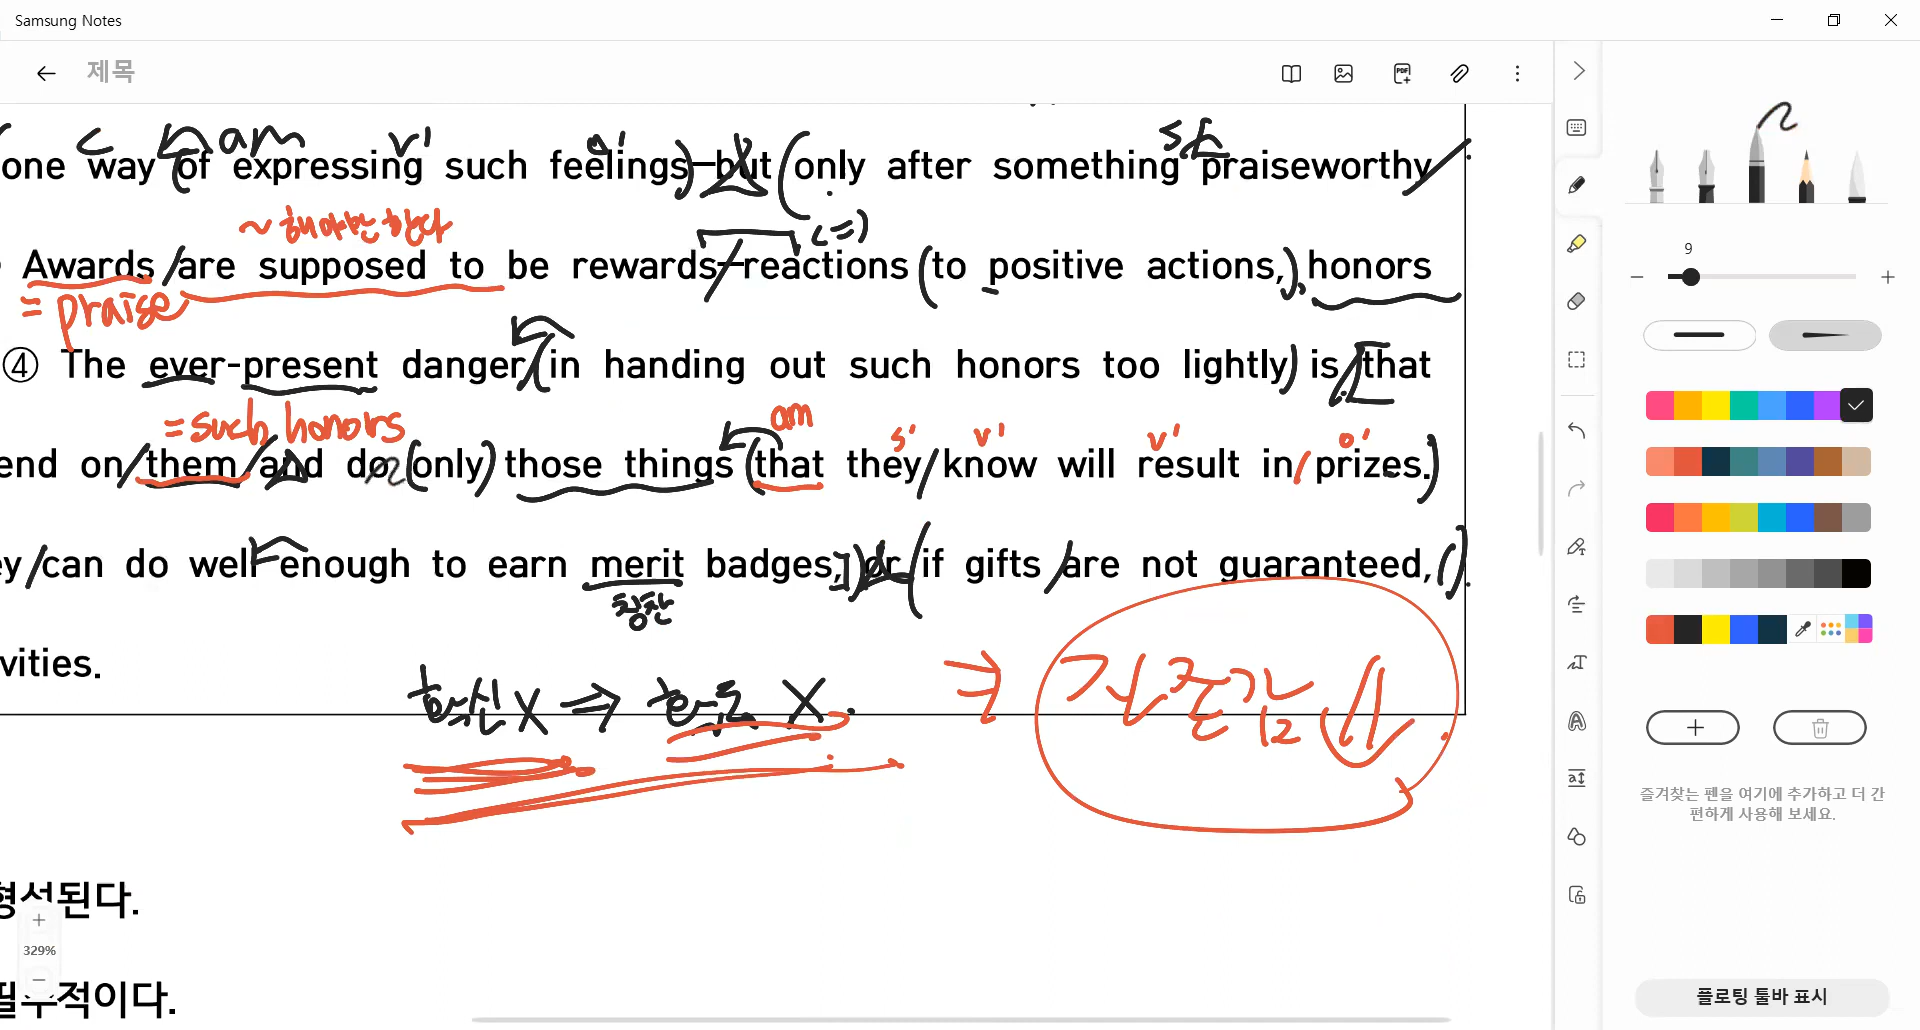 Samsung Notes
제목
c am v' o' s
one way of expressing such feelings)—but (only after something praiseworthy
~해야만 한다 (=)
Awards / are supposed to be rewards—reactions (to positive actions,) honors
= praise
④ The ever-present danger (in handing out such honors too lightly) is that
= such honors am s' v' v' o'
end on / them / and do (only) those things (that they / know will result in / prizes.)
ey / can do well enough to earn merit badges, or (if gifts / are not guaranteed,
칭찬
vities.
헌신 X ⇒ X. ⇒
형성된다.
필수적이다.
329%
9
즐겨찾는 펜을 여기에 추가하고 더 간
편하게 사용해 보세요.
플로팅 툴바 표시